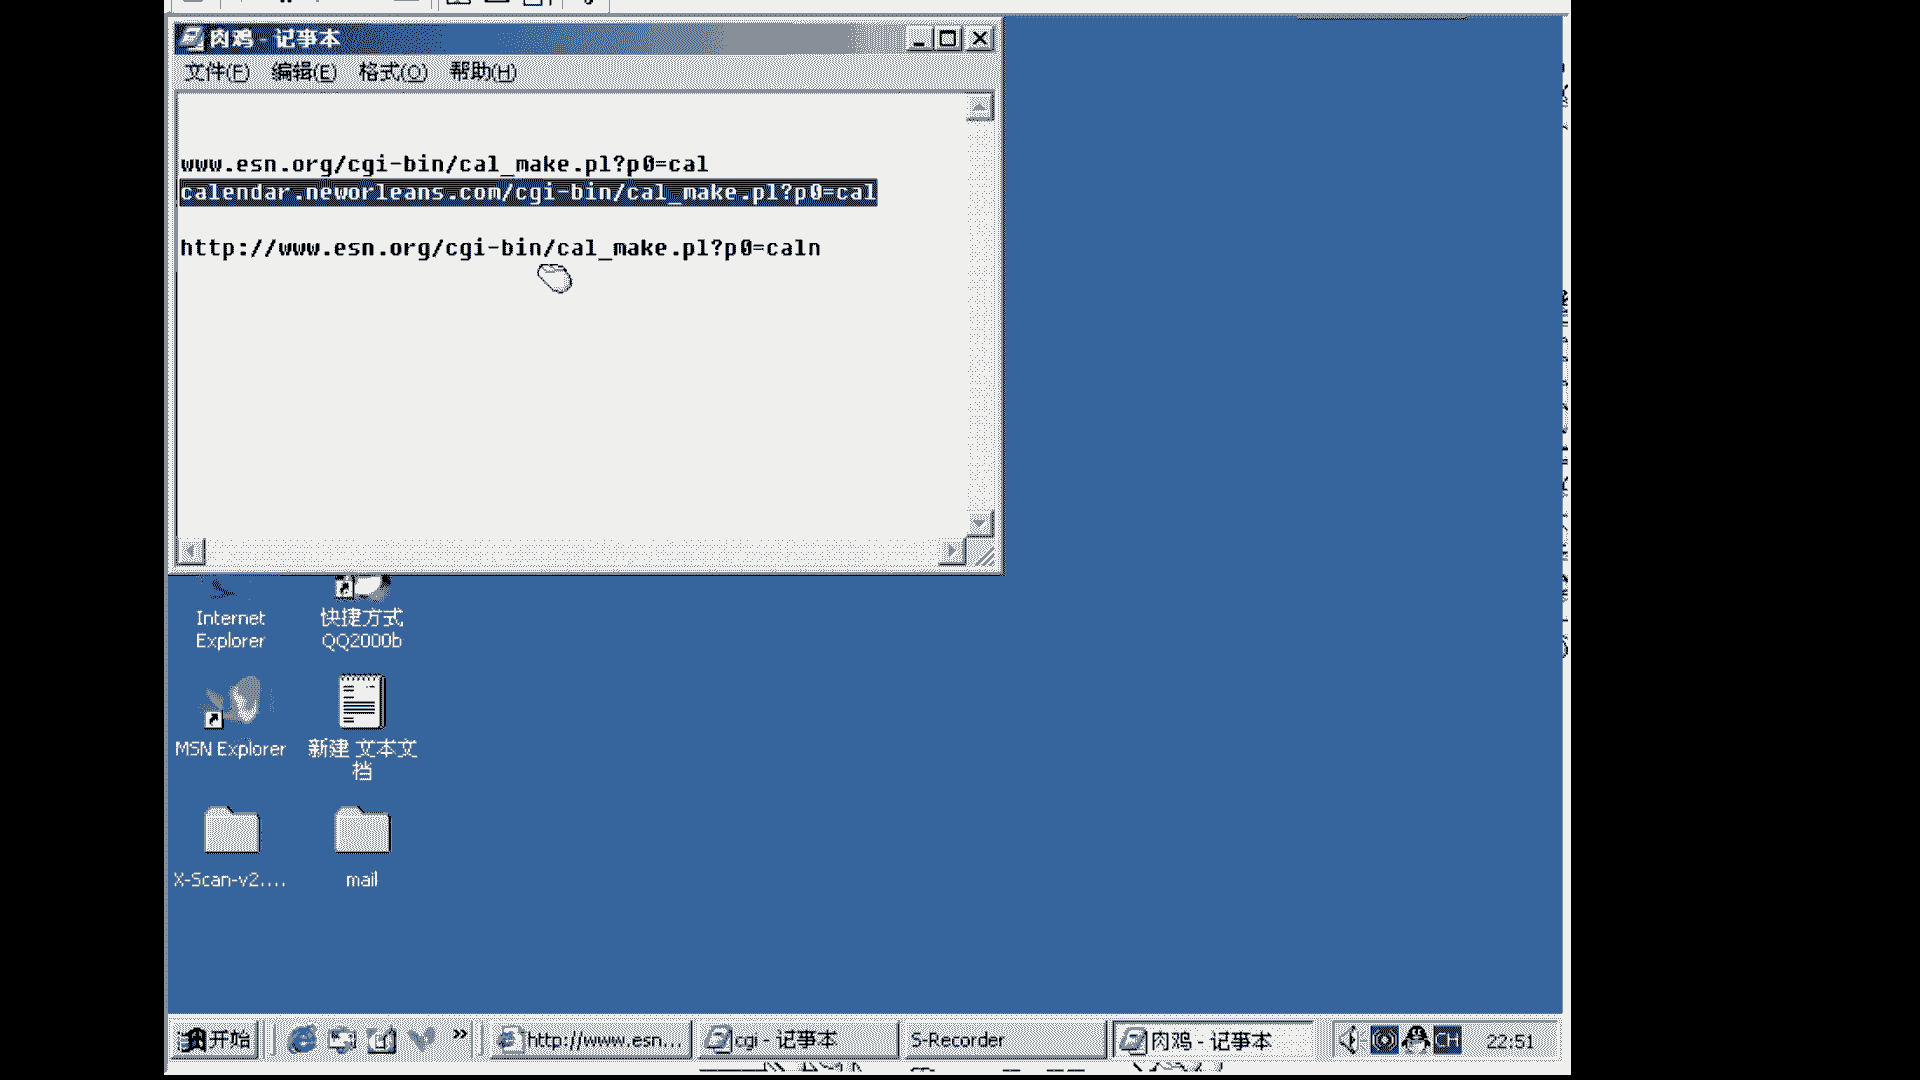 肉鸡 - 记事本
文件(F) 编辑(E) 格式(O) 帮助(H)
www.esn.org/cgi-bin/cal_make.pl?p0=cal
calendar.neworleans.com/cgi-bin/cal_make.pl?p0=cal
http://www.esn.org/cgi-bin/cal_make.pl?p0=caln
Internet Explorer
快捷方式 QQ2000b
MSN Explorer
新建 文本文档
X-Scan-v2....
mail
开始
http://www.esn...
cgi - 记事本
S-Recorder
肉鸡 - 记事本
CH
22:51